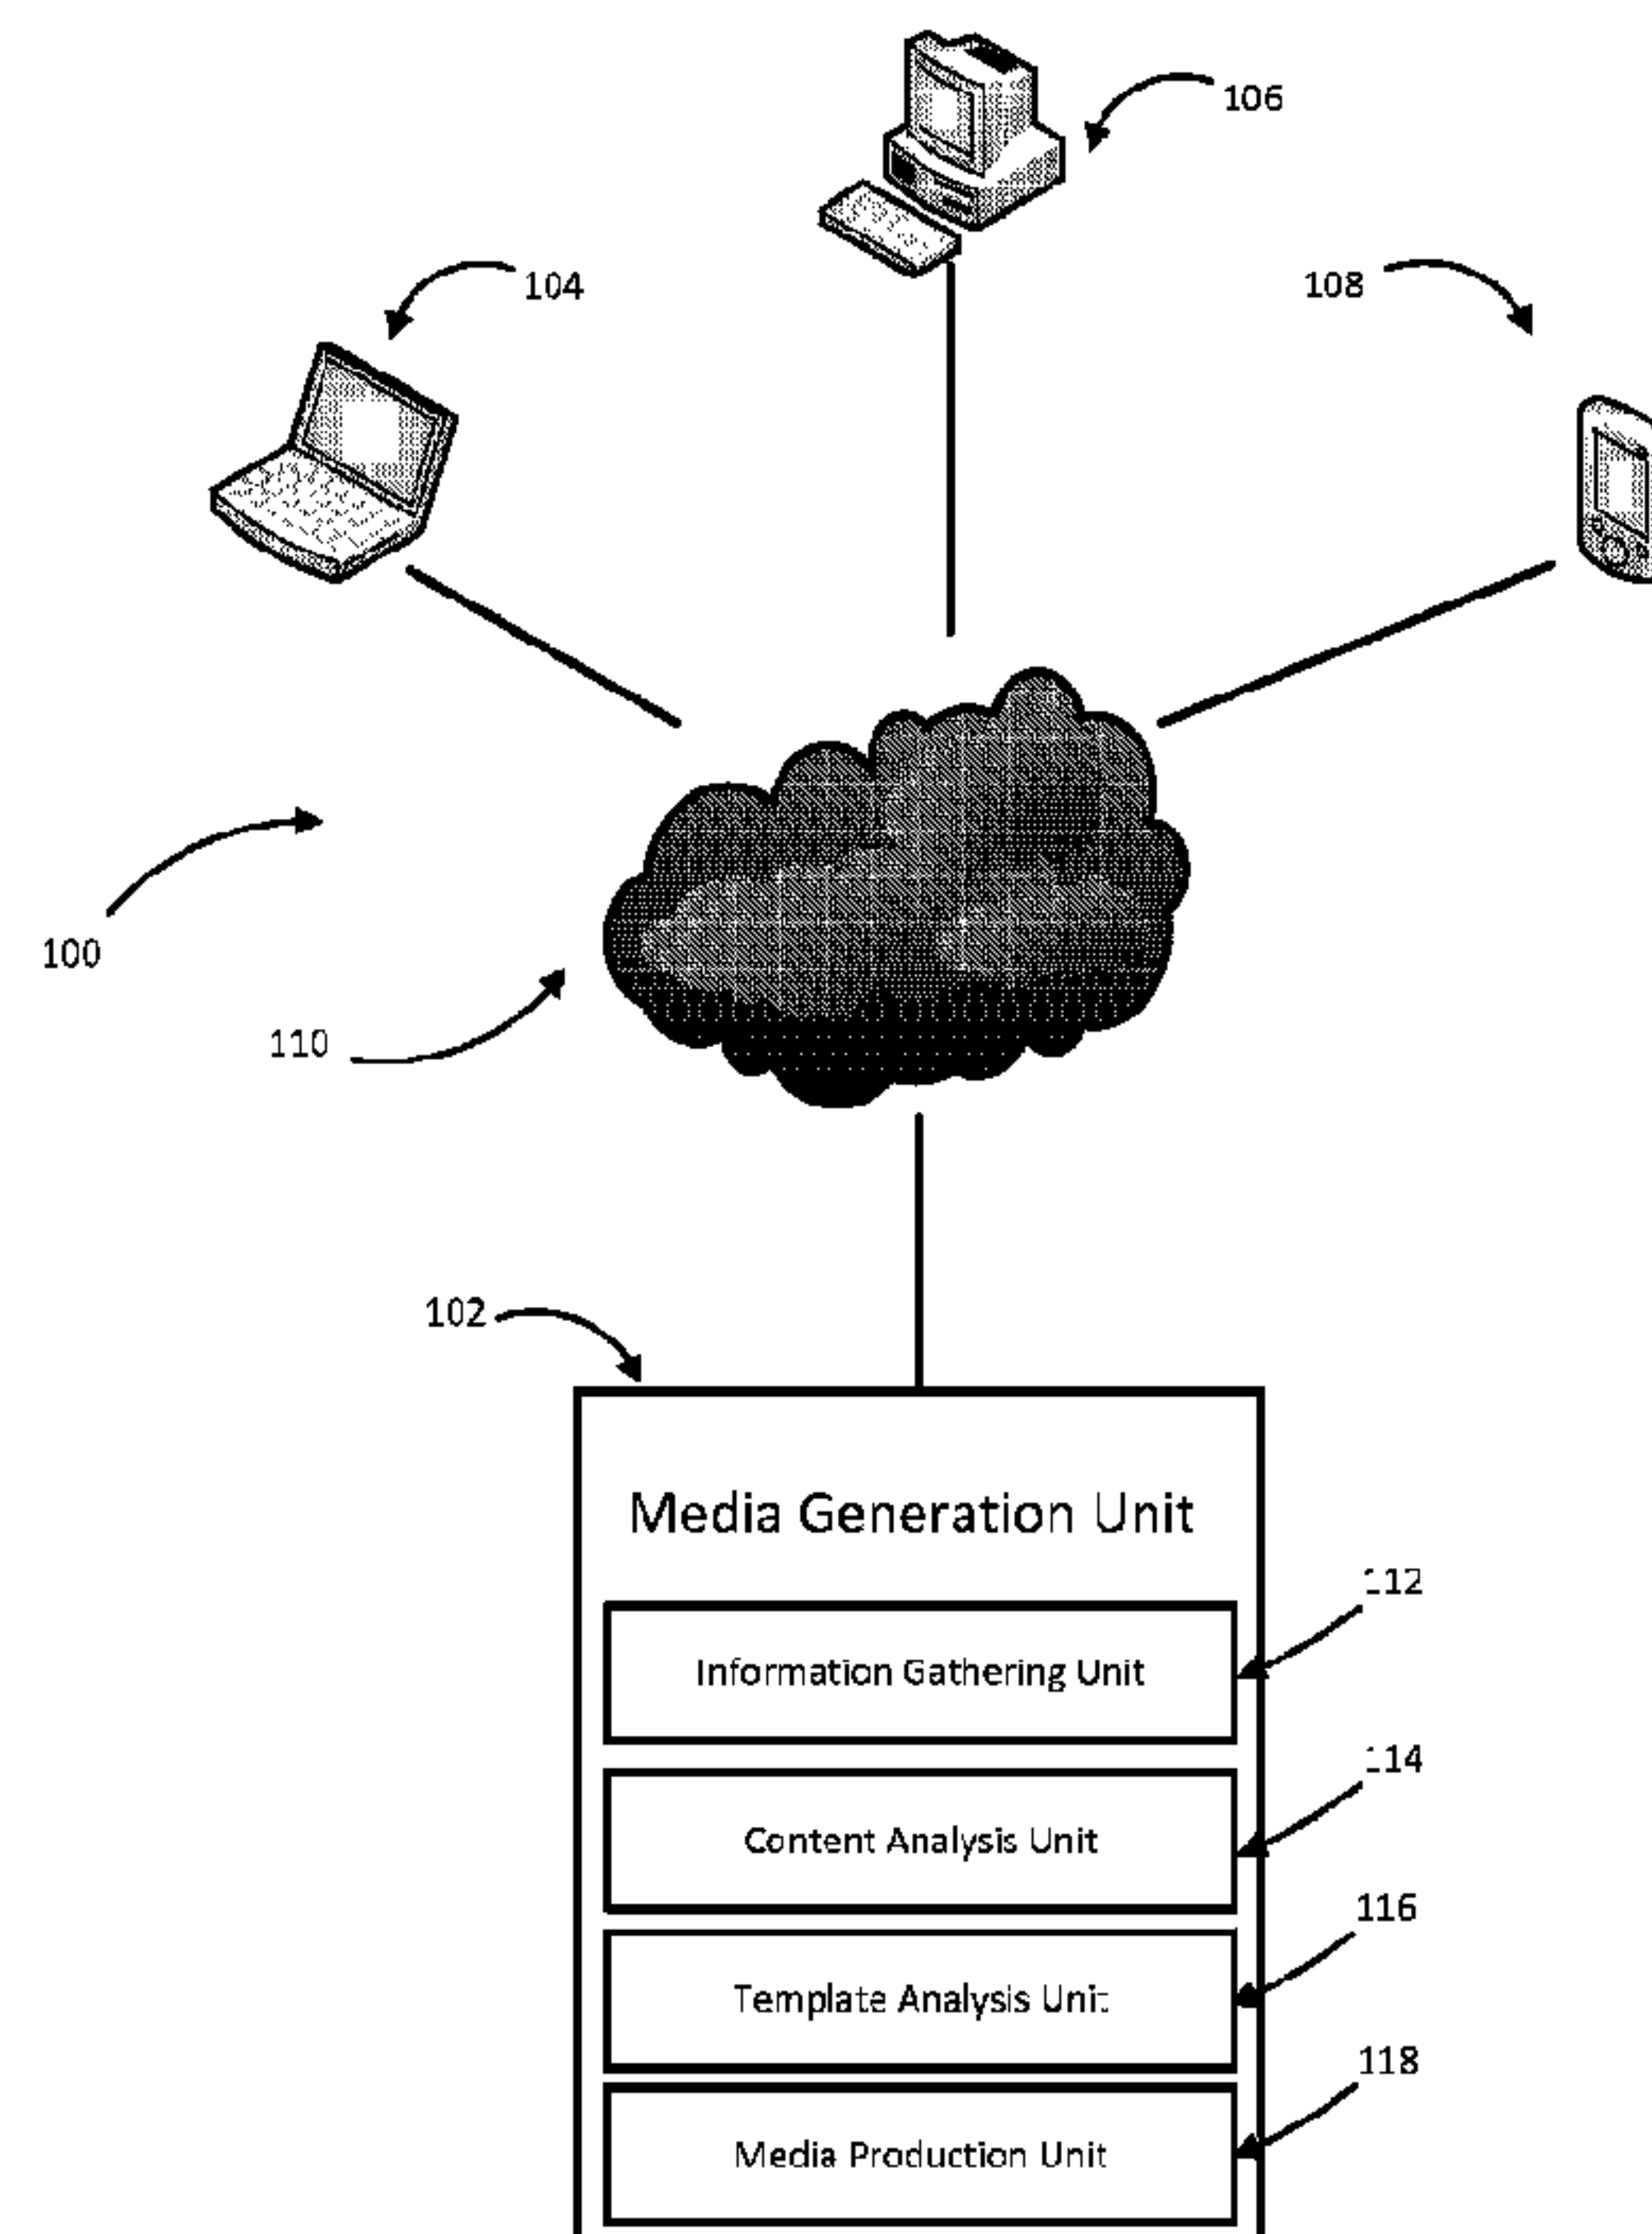 106
104
108
100
110
102
Media Generation Unit
112
Information Gathering Unit
114
Content Analysis Unit
116
Template Analysis Unit
118
Media Production Unit